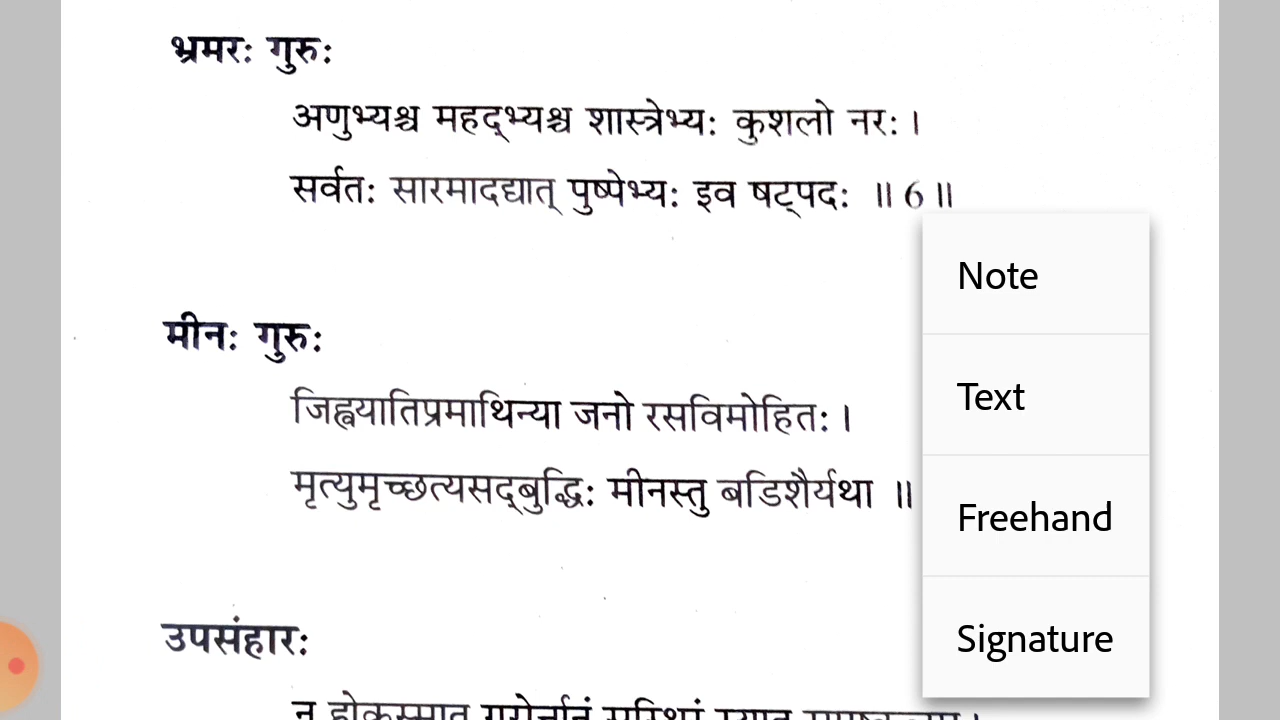 भ्रमरः गुरुः
अणुभ्यश्च महद्भ्यश्च शास्त्रेभ्यः कुशलो नरः ।
सर्वतः सारमादद्यात् पुष्पेभ्यः इव षट्पदः ॥ 6 ॥
Note
मीनः गुरुः
Text
जिह्वयातिप्रमाथिन्या जनो रसविमोहितः ।
मृत्युमृच्छत्यसद्बुद्धिः मीनस्तु बडिशैर्यथा ॥
Freehand
उपसंहारः
Signature